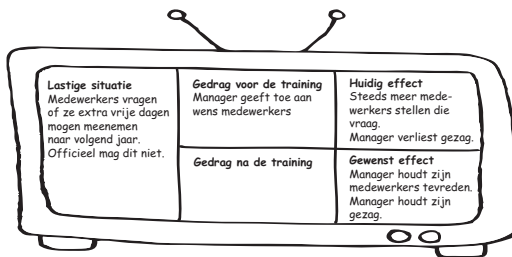 Lastige situatie
Medewerkers vragen
of ze extra vrije dagen
mogen meenemen
naar volgend jaar.
Officieel mag dit niet.
Gedrag voor de training
Manager geeft toe aan
wens medewerkers
Huidig effect
Steeds meer mede-
werkers stellen die
vraag.
Manager verliest gezag.
Gedrag na de training
Gewenst effect
Manager houdt zijn
medewerkers tevreden.
Manager houdt zijn
gezag.